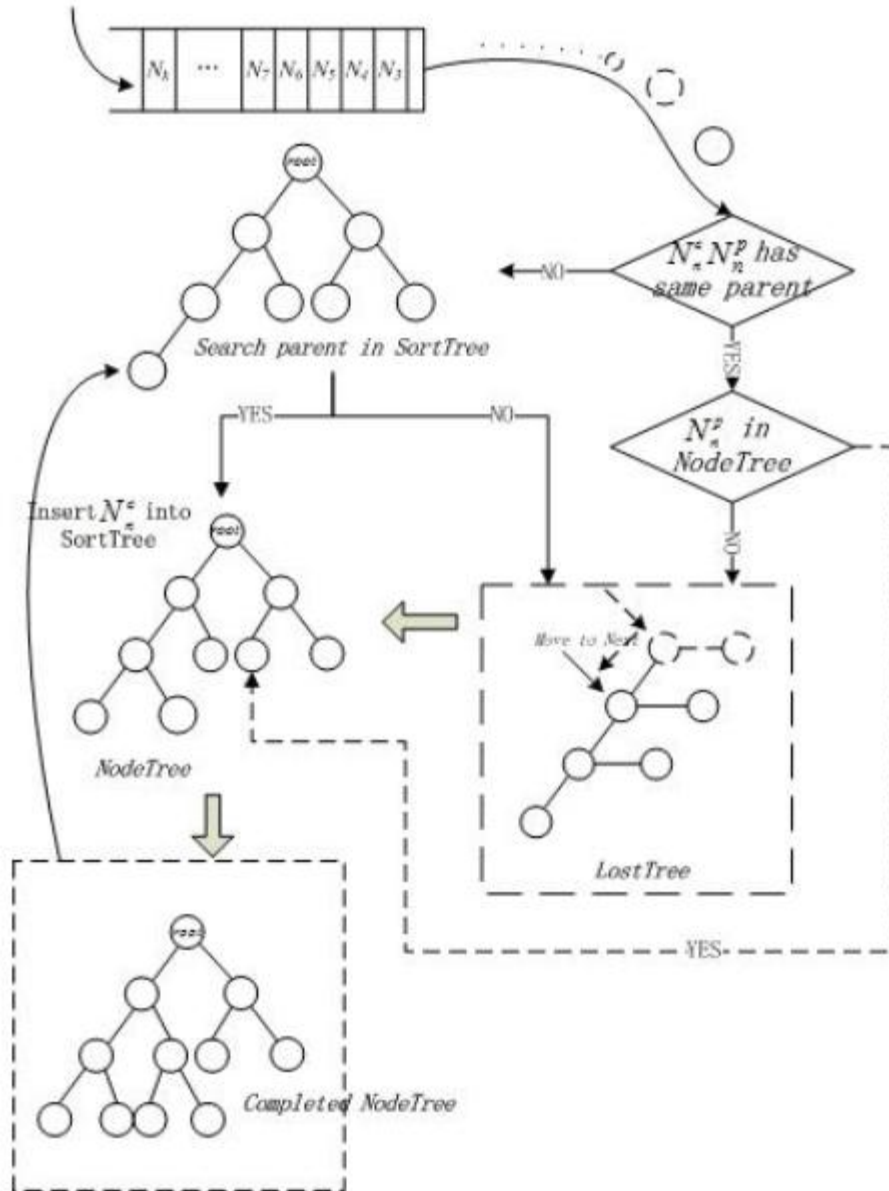 N_k ... N_7 N_6 N_5 N_4 N_3
root
N_n^c N_n^p has
same parent
NO
Search parent in SortTree
YES
YES
NO
N_n^p in
NodeTree
Insert N_n^c into
SortTree
root
NO
Move to Next
NodeTree
LostTree
root
YES
Completed NodeTree